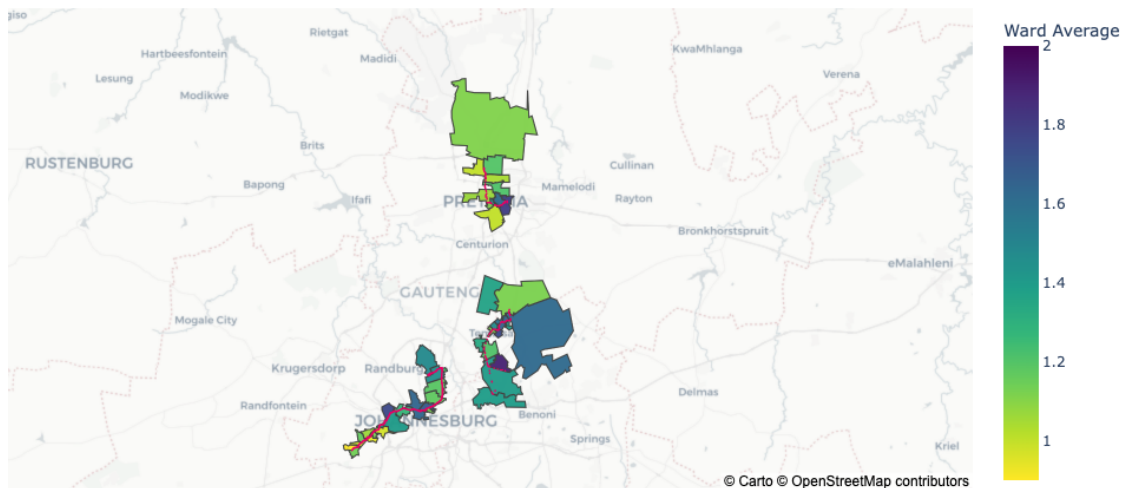 Rietgat
Hartbeesfontein
Madidi
KwaMhlanga
Lesung
Verena
Modikwe
Brits
RUSTENBURG
Cullinan
Bapong
Ifafi
Mamelodi
Rayton
Centurion
Bronkhorstspruit
eMalahleni
GAUTENG
Mogale City
Krugersdorp
Randburg
Delmas
Randfontein
JOHANNESBURG
Benoni
Springs
Kriel
© Carto © OpenStreetMap contributors
Ward Average
2
1.8
1.6
1.4
1.2
1